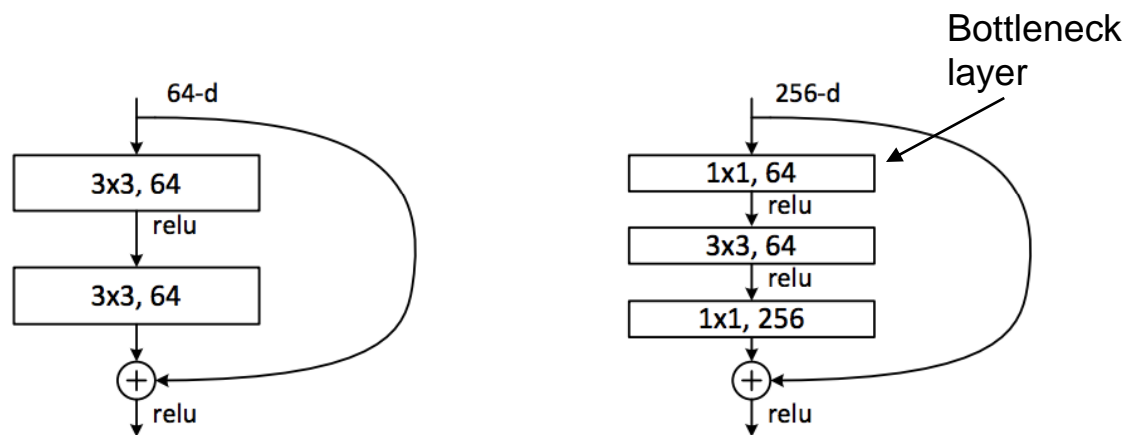 Bottleneck
layer
64-d
3x3, 64
relu
3x3, 64
relu
256-d
1x1, 64
relu
3x3, 64
relu
1x1, 256
relu